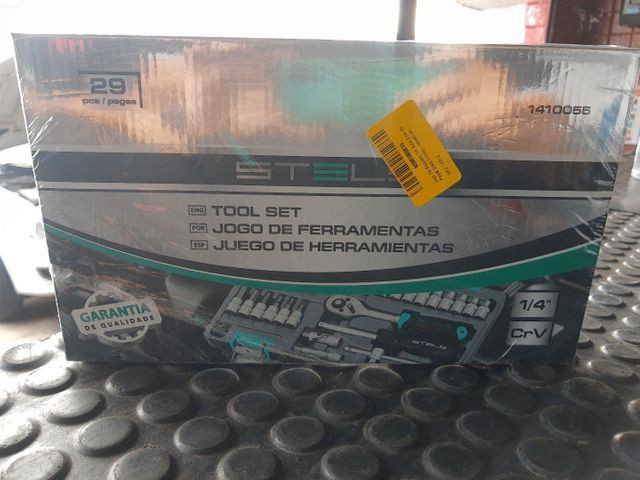 29
pcs / peças
1410055
STELS
ENG TOOL SET
POR JOGO DE FERRAMENTAS
ESP JUEGO DE HERRAMIENTAS
GARANTIA
DE QUALIDADE
STELS
1/4"
CrV